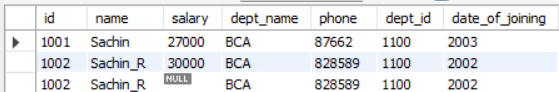 id name salary dept_name phone dept_id date_of_joining
1001 Sachin 27000 BCA 87662 1100 2003
1002 Sachin_R 30000 BCA 828589 1100 2002
1002 Sachin_R NULL BCA 828589 1100 2002